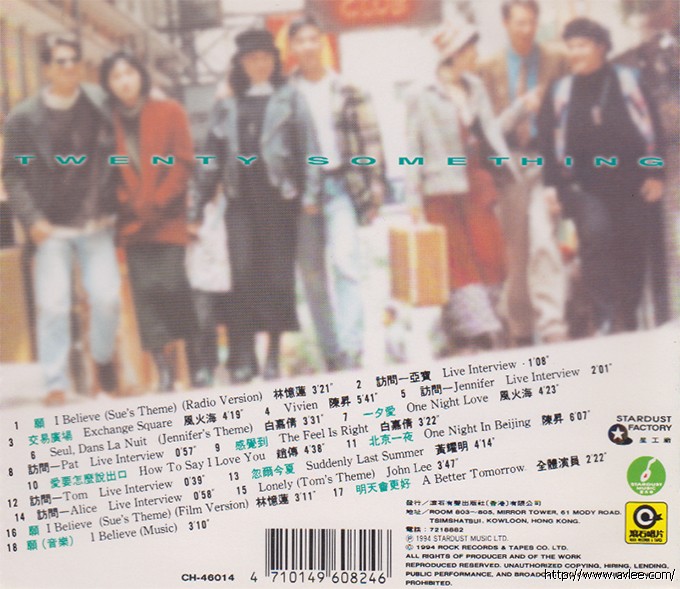 TWENTY SOMETHING
1 願 I Believe (Sue's Theme) (Radio Version) 林憶蓮 3'21" 2 訪問—亞寶 Live Interview · 1'08"
3 交易廣場 Exchange Square 風火海 4'19" 4 Vivien 陳昇 5'41" 5 訪問—Jennifer Live Interview 2'01"
6 Seul, Dans La Nuit (Jennifer's Theme) 白嘉倩 3'31" 7 一夕愛 One Night Love 風火海 4'23"
8 訪問—Pat Live Interview 0'57" 9 感覺到 The Feel Is Right 白嘉倩 3'22"
10 愛要怎麼說出口 How To Say I Love You 趙傳 4'38" 11 北京一夜 One Night In Beijing 陳昇 6'07"
12 訪問—Tom Live Interview 0'39" 13 忽爾今夏 Suddenly Last Summer 黃耀明 4'14"
14 訪問—Alice Live Interview 0'58" 15 Lonely (Tom's Theme) John Lee 3'47"
16 願 I Believe (Sue's Theme) (Film Version) 林憶蓮 3'11" 17 明天會更好 A Better Tomorrow 全體演員 2'22"
18 願(音樂) I Believe (Music) 3'10"
STARDUST
FACTORY
星工廠
STARDUST
MUSIC
滾石唱片
發行／滾石有聲出版社(香港)有限公司
地址／ROOM 803-805, MIRROR TOWER, 61 MODY ROAD,
TSIMSHATSUI, KOWLOON, HONG KONG.
電話／7216662
Ⓟ 1994 STARDUST MUSIC LTD.
© 1994 ROCK RECORDS & TAPES CO. LTD.
ALL RIGHTS OF PRODUCER AND OF THE WORK
REPRODUCED RESERVED. UNAUTHORIZED COPYING, HIRING, LENDING,
PUBLIC PERFORMANCE, AND BROADCASTING
PROHIBITED.
CH-46014
4 710149 608246
http://www.avlee.com/